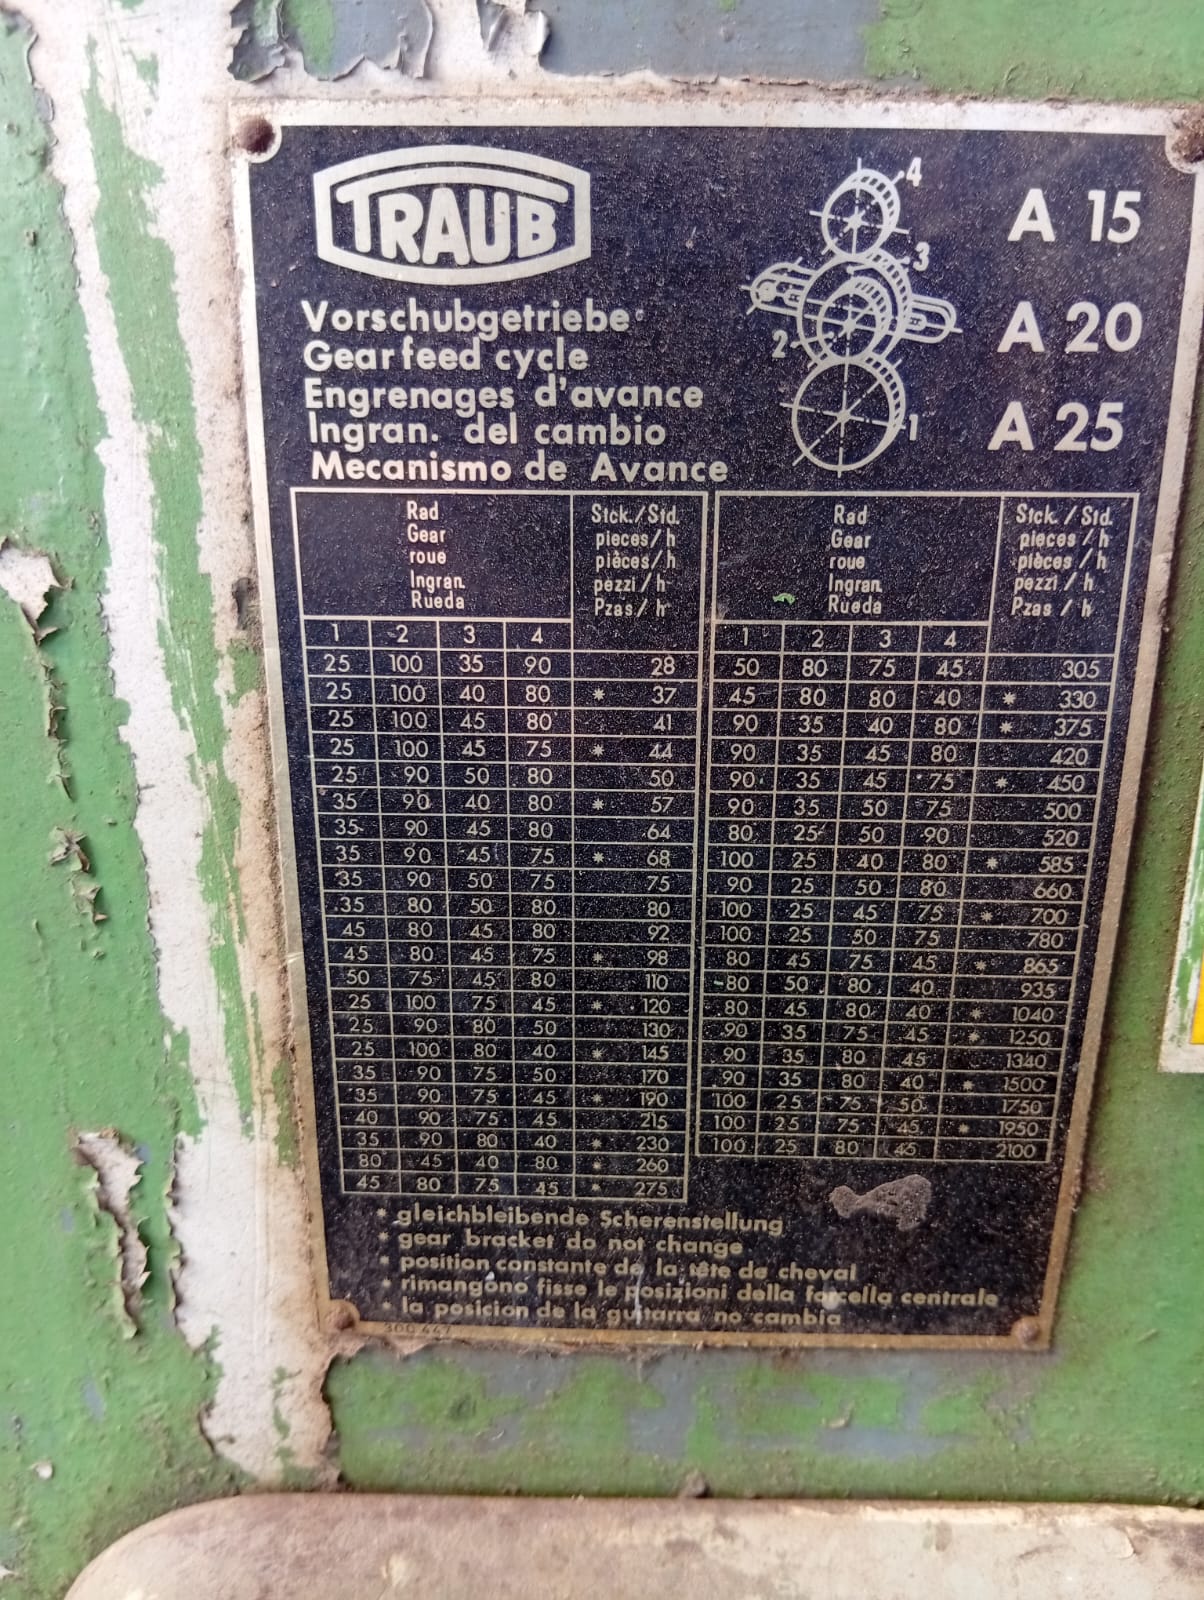 TRAUB
4
3
2
1
A 15
A 20
A 25
Vorschubgetriebe
Gear feed cycle
Engrenages d'avance
Ingran. del cambio
Mecanismo de Avance
Rad
Gear
roue
Ingran.
Rueda
Stck./Std.
pieces/h
pièces/h
pezzi/h
Pzas/h
1 2 3 4
25 100 35 90 28
25 100 40 80 * 37
25 100 45 80 41
25 100 45 75 * 44
25 90 50 80 50
35 90 40 80 * 57
35 90 45 80 64
35 90 45 75 * 68
35 90 50 75 75
35 80 50 80 80
45 80 45 80 92
45 80 45 75 * 98
50 75 45 80 110
25 100 75 45 * 120
25 90 80 50 130
25 100 80 40 * 145
35 90 75 50 170
35 90 75 45 * 190
40 90 75 45 215
35 90 80 40 * 230
80 45 40 80 * 260
45 80 75 45 * 275
Rad
Gear
roue
Ingran.
Rueda
Stck./Std.
pieces/h
pièces/h
pezzi/h
Pzas/h
1 2 3 4
50 80 75 45 305
45 80 80 40 * 330
90 35 40 80 * 375
90 35 45 80 420
90 35 45 75 * 450
90 35 50 75 500
80 25 50 90 520
100 25 40 80 * 585
90 25 50 80 660
100 25 45 75 * 700
100 25 50 75 780
80 45 75 45 * 865
80 50 80 40 935
80 45 80 40 * 1040
90 35 75 45 * 1250
90 35 80 45 1340
90 35 80 40 * 1500
100 25 75 50 1750
100 25 75 45 * 1950
100 25 80 45 2100
* gleichbleibende Scherenstellung
* gear bracket do not change
* position constante de la tête de cheval
* rimangono fisse le posizioni della forcella centrale
* la posicion de la guitarra no cambia